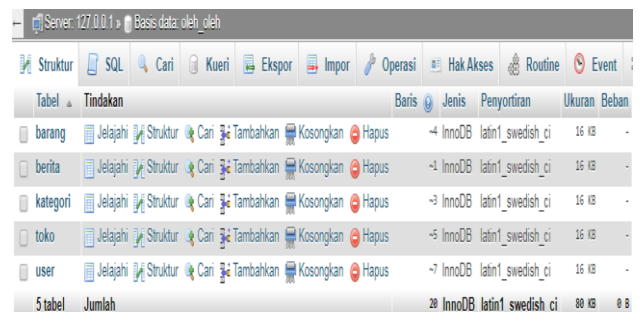 Server: 127.0.0.1 » Basis data: oleh_oleh
Struktur SQL Cari Kueri Ekspor Impor Operasi Hak Akses Routine Event
Tabel Tindakan Baris Jenis Penyortiran Ukuran Beban
barang Jelajahi Struktur Cari Tambahkan Kosongkan Hapus ~4 InnoDB latin1_swedish_ci 16 KB -
berita Jelajahi Struktur Cari Tambahkan Kosongkan Hapus ~1 InnoDB latin1_swedish_ci 16 KB -
kategori Jelajahi Struktur Cari Tambahkan Kosongkan Hapus ~3 InnoDB latin1_swedish_ci 16 KB -
toko Jelajahi Struktur Cari Tambahkan Kosongkan Hapus ~5 InnoDB latin1_swedish_ci 16 KB -
user Jelajahi Struktur Cari Tambahkan Kosongkan Hapus ~7 InnoDB latin1_swedish_ci 16 KB -
5 tabel Jumlah 20 InnoDB latin1_swedish_ci 80 KB 0 B